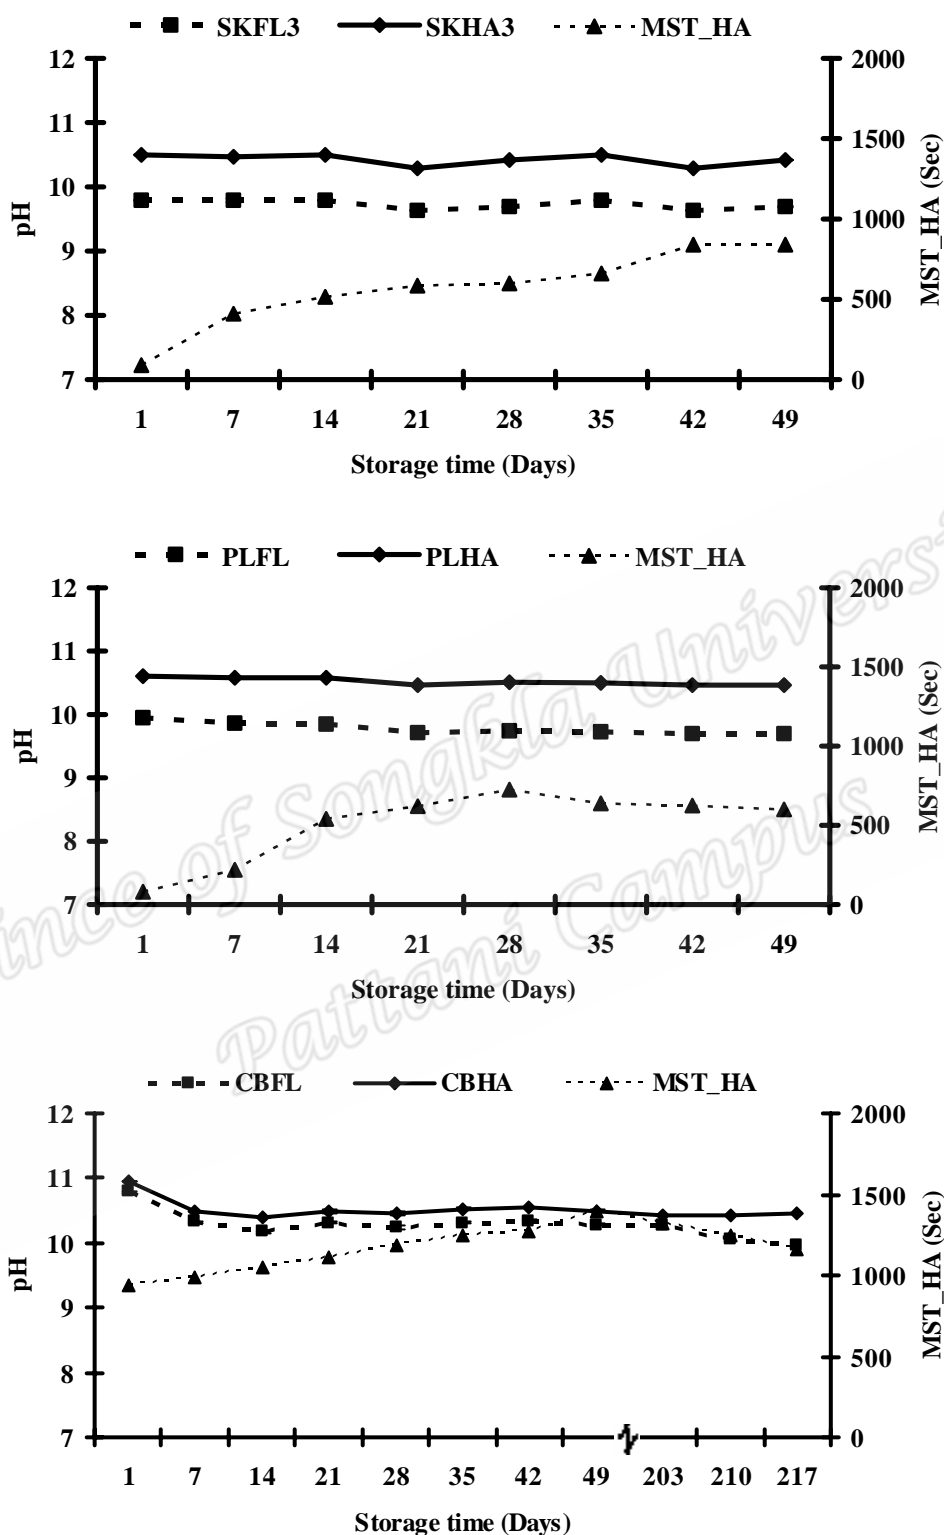 SKFL3 SKHA3 MST_HA
12 2000
11 1500
10
9 1000
8 500
7 0
pH
MST_HA (Sec)
1 7 14 21 28 35 42 49
Storage time (Days)
PLFL PLHA MST_HA
12 2000
11 1500
10 1000
9
8 500
7 0
pH
MST_HA (Sec)
1 7 14 21 28 35 42 49
Storage time (Days)
CBFL CBHA MST_HA
12 2000
11 1500
10 1000
9
8 500
7 0
pH
MST_HA (Sec)
1 7 14 21 28 35 42 49 203 210 217
Storage time (Days)
of Songkla
Pattani Campus